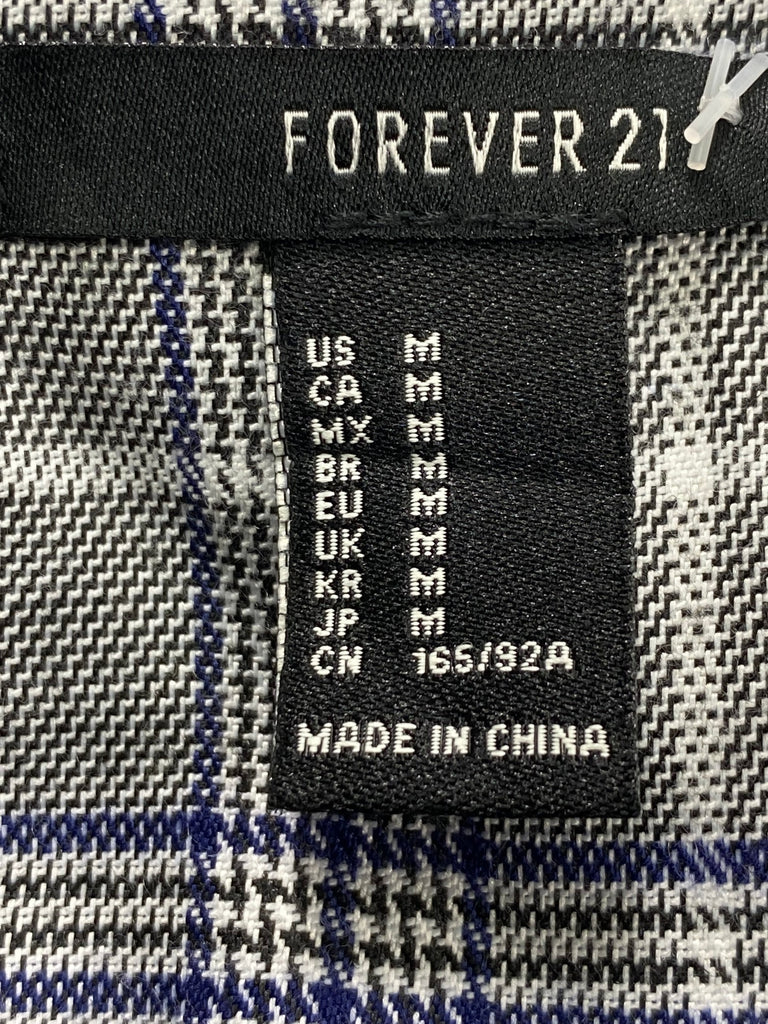 FOREVER 21
US M
CA M
MX M
BR M
EU M
UK M
KR M
JP M
CN 165/92A
MADE IN CHINA